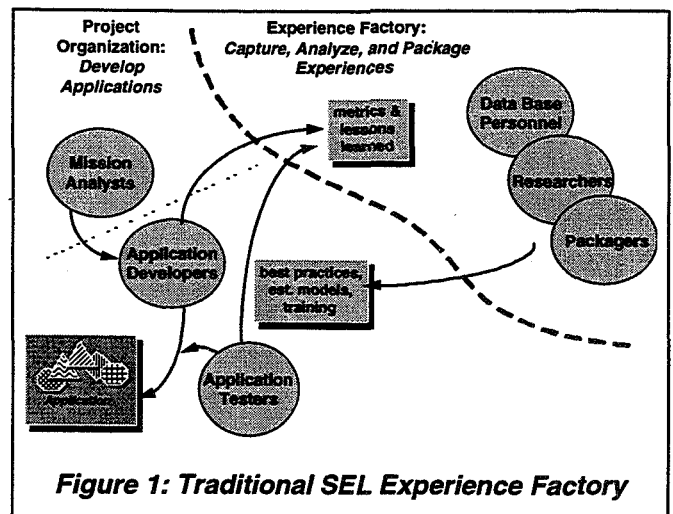 Project
Organization:
Develop
Applications
Experience Factory:
Capture, Analyze, and Package
Experiences
metrics &
lessons
learned
Data Base
Personnel
Mission
Analysts
Researchers
Packagers
Application
Developers
best practices,
est. models,
training
Application
Application
Testers
Figure 1: Traditional SEL Experience Factory